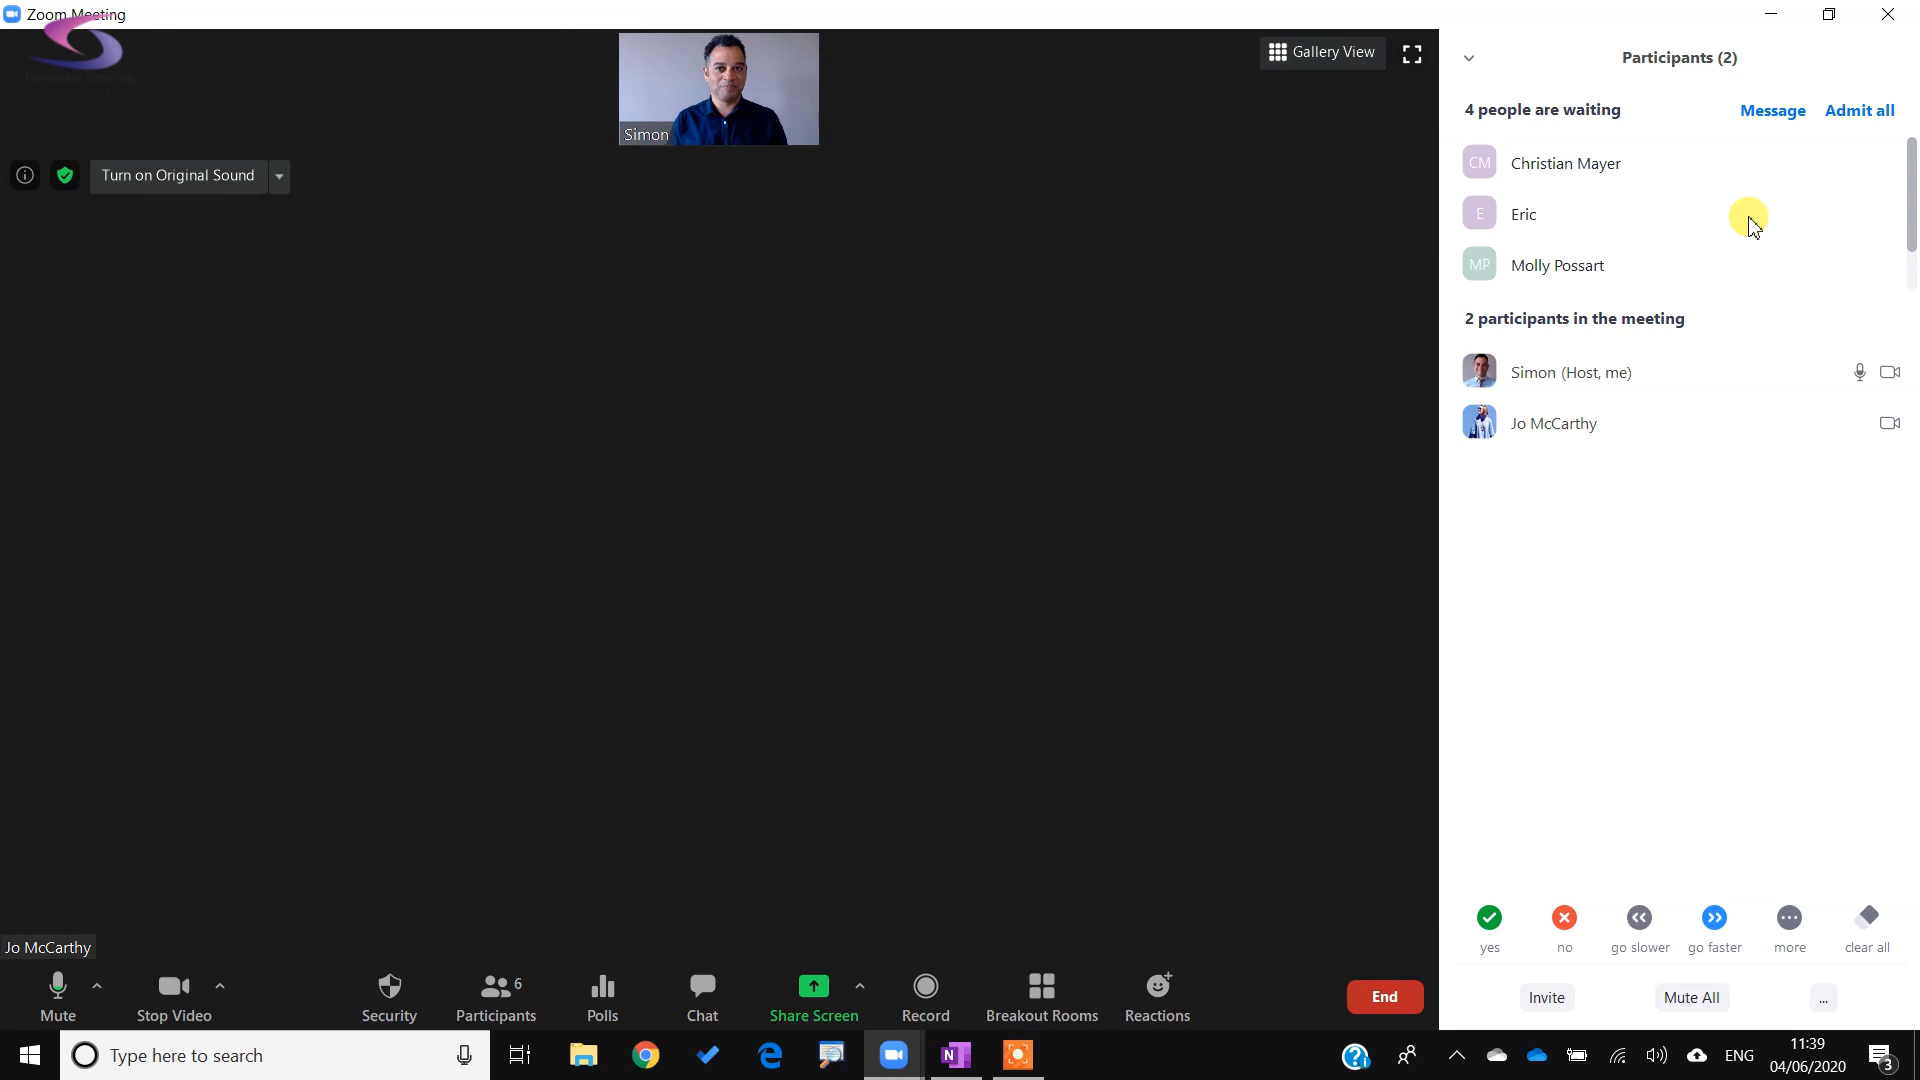 Zoom Meeting
Simon
Gallery View
Turn on Original Sound
Participants (2)
4 people are waiting
Message
Admit all
CM
Christian Mayer
E
Eric
MP
Molly Possart
2 participants in the meeting
Simon (Host, me)
Jo McCarthy
yes
no
go slower
go faster
more
clear all
Invite
Mute All
...
Jo McCarthy
Mute
Stop Video
Security
6
Participants
Polls
Chat
Share Screen
Record
Breakout Rooms
Reactions
End
Type here to search
ENG
11:39
04/06/2020
3